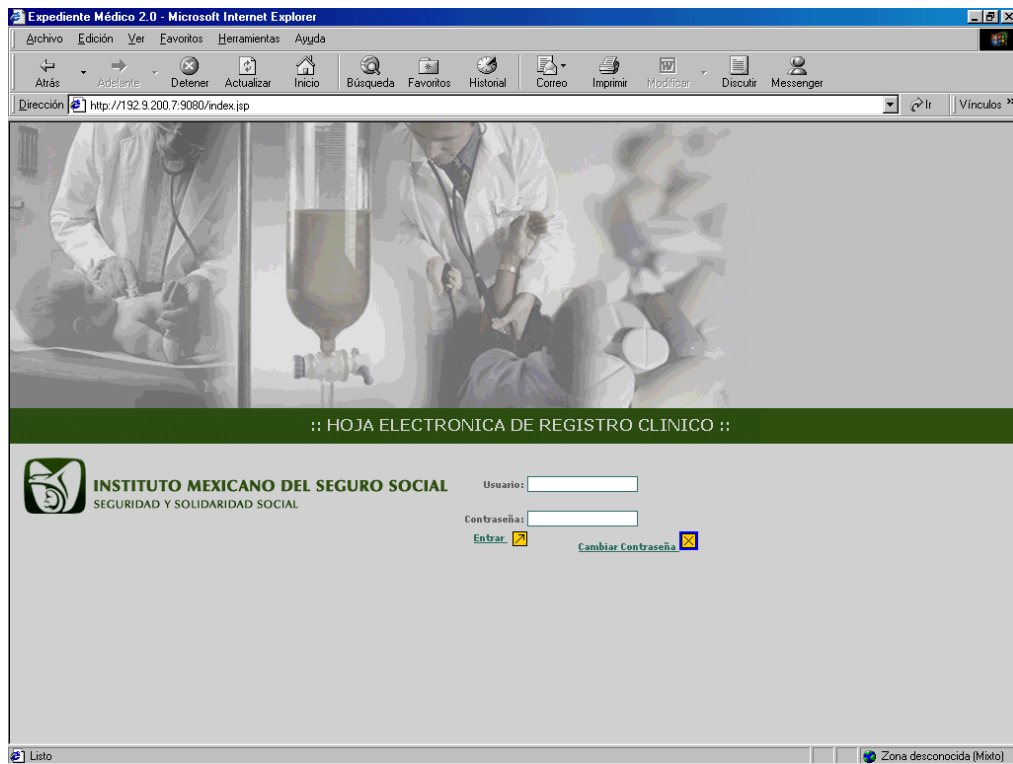 Expediente Médico 2.0 - Microsoft Internet Explorer
Archivo Edición Ver Favoritos Herramientas Ayuda
Atrás Adelante Detener Actualizar Inicio Búsqueda Favoritos Historial Correo Imprimir Modificar Discutir Messenger
Dirección http://192.9.200.7:9080/index.jsp Ir Vínculos »
:: HOJA ELECTRONICA DE REGISTRO CLINICO ::
INSTITUTO MEXICANO DEL SEGURO SOCIAL
SEGURIDAD Y SOLIDARIDAD SOCIAL
Usuario:
Contraseña:
Entrar Cambiar Contraseña
Listo Zona desconocida (Mixto)